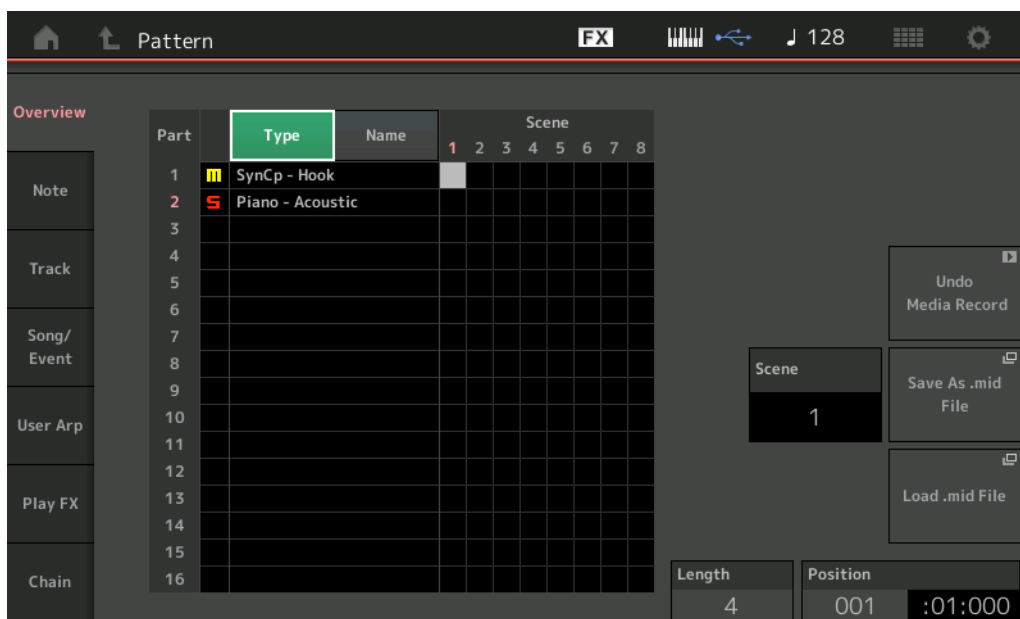 Pattern FX 128
Overview
Note
Track
Song/
Event
User Arp
Play FX
Chain
Part Type Name Scene
1 2 3 4 5 6 7 8
1 M SynCp - Hook
2 S Piano - Acoustic
3
4
5
6
7
8
9
10
11
12
13
14
15
16
Undo
Media Record
Scene
1
Save As .mid
File
Load .mid File
Length
4
Position
001 :01:000